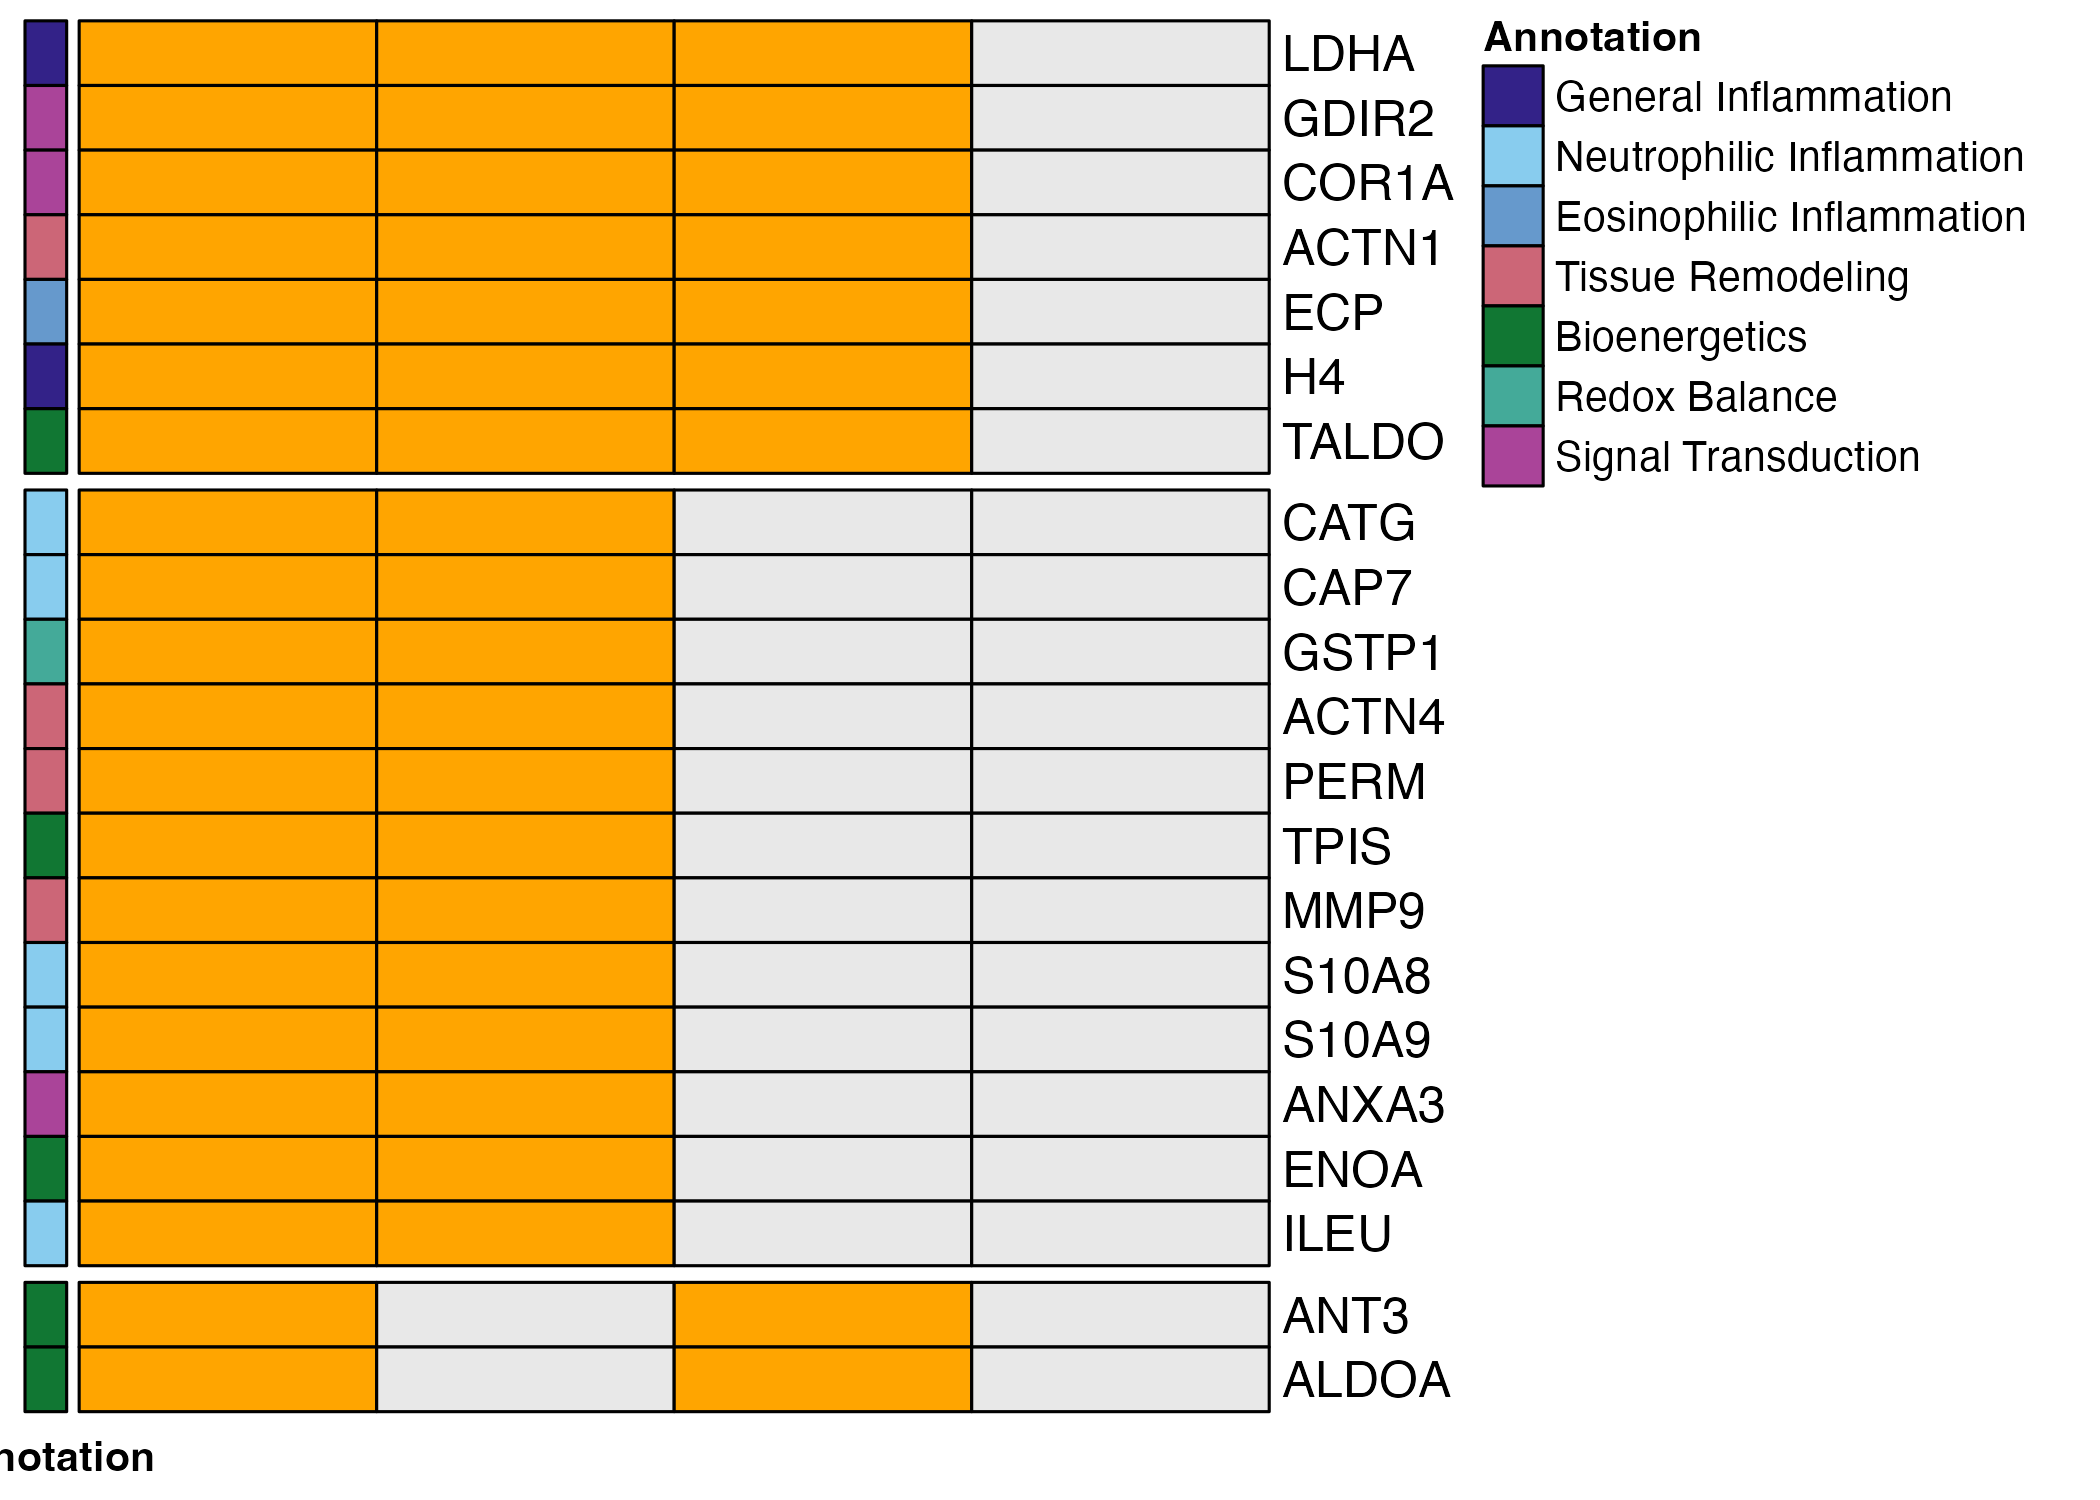 LDHA
GDIR2
COR1A
ACTN1
ECP
H4
TALDO
CATG
CAP7
GSTP1
ACTN4
PERM
TPIS
MMP9
S10A8
S10A9
ANXA3
ENOA
ILEU
ANT3
ALDOA
notation
Annotation
General Inflammation
Neutrophilic Inflammation
Eosinophilic Inflammation
Tissue Remodeling
Bioenergetics
Redox Balance
Signal Transduction